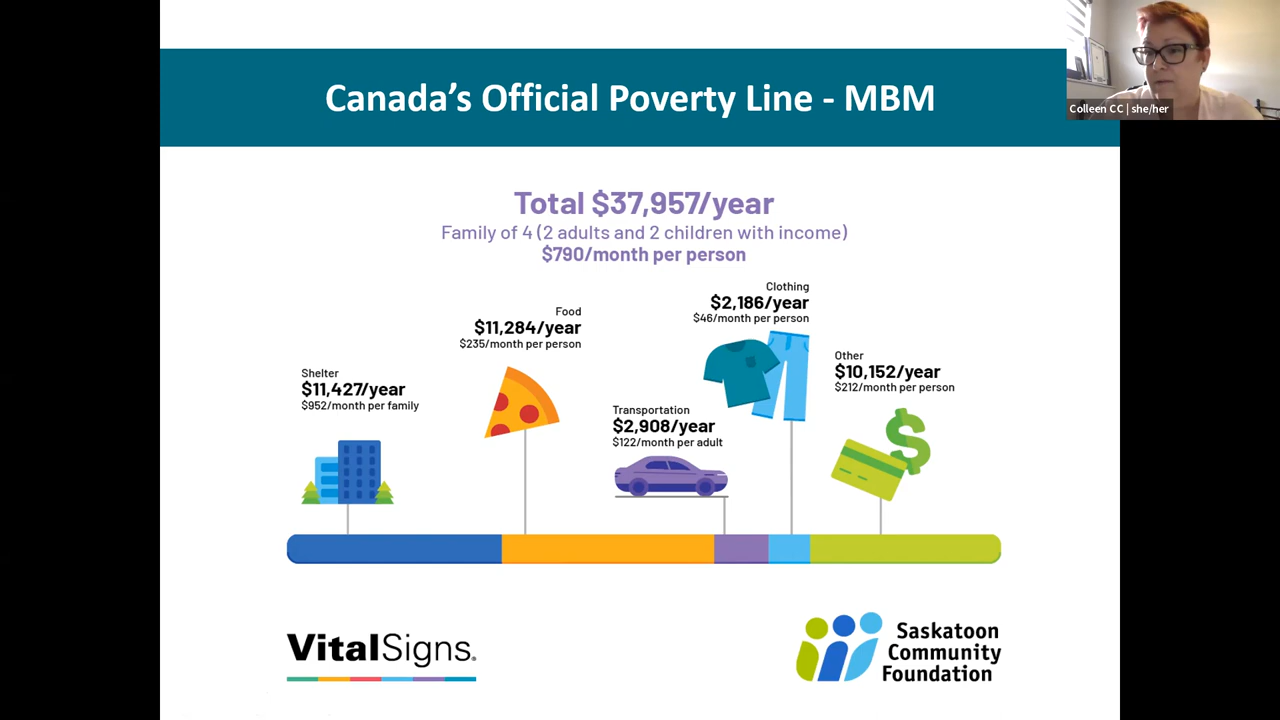 Canada's Official Poverty Line - MBM
Colleen CC | she/her
Total $37,957/year
Family of 4 (2 adults and 2 children with income)
$790/month per person
Clothing
$2,186/year
$46/month per person
Food
$11,284/year
$235/month per person
Other
$10,152/year
$212/month per person
Shelter
$11,427/year
$952/month per family
Transportation
$2,908/year
$122/month per adult
VitalSigns®
Saskatoon
Community
Foundation